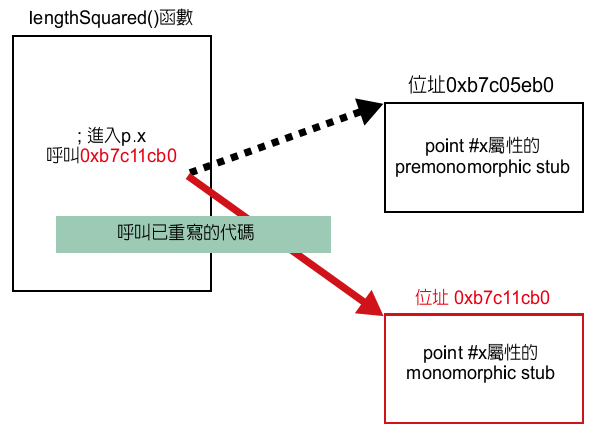 lengthSquared()函數
; 進入p.x
呼叫0xb7c11cb0
呼叫已重寫的代碼
位址0xb7c05eb0
point #x屬性的
premonomorphic stub
位址 0xb7c11cb0
point #x屬性的
monomorphic stub